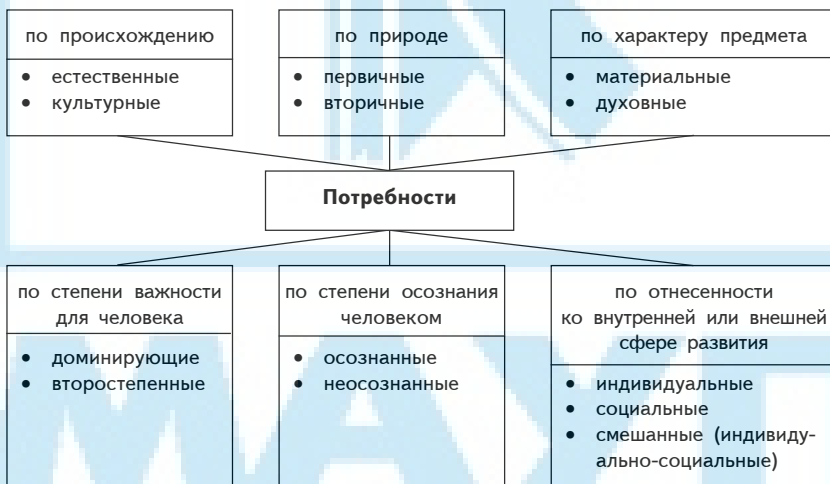 по происхождению
• естественные
• культурные
по природе
• первичные
• вторичные
по характеру предмета
• материальные
• духовные
Потребности
по степени важности
для человека
• доминирующие
• второстепенные
по степени осознания
человеком
• осознанные
• неосознанные
по отнесенности
ко внутренней или внешней
сфере развития
• индивидуальные
• социальные
• смешанные (индивиду-
ально-социальные)